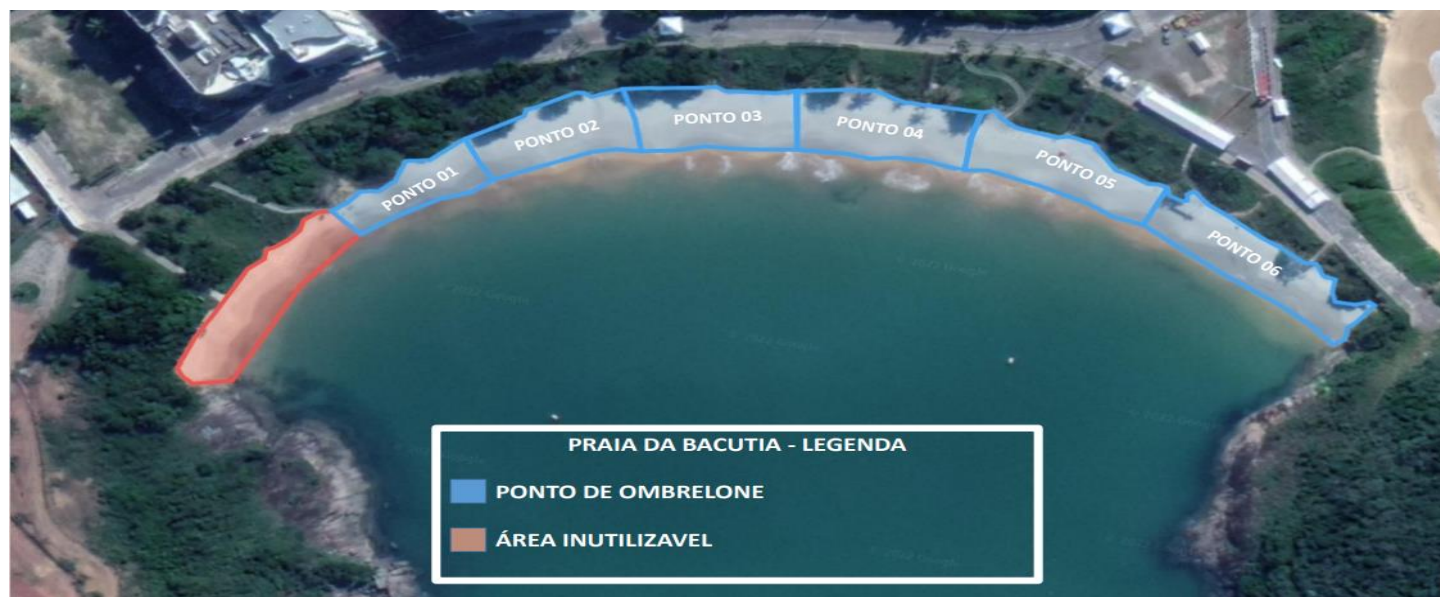 PONTO 01
PONTO 02
PONTO 03
PONTO 04
PONTO 05
PONTO 06
PRAIA DA BACUTIA - LEGENDA
PONTO DE OMBRELONE
ÁREA INUTILIZAVEL